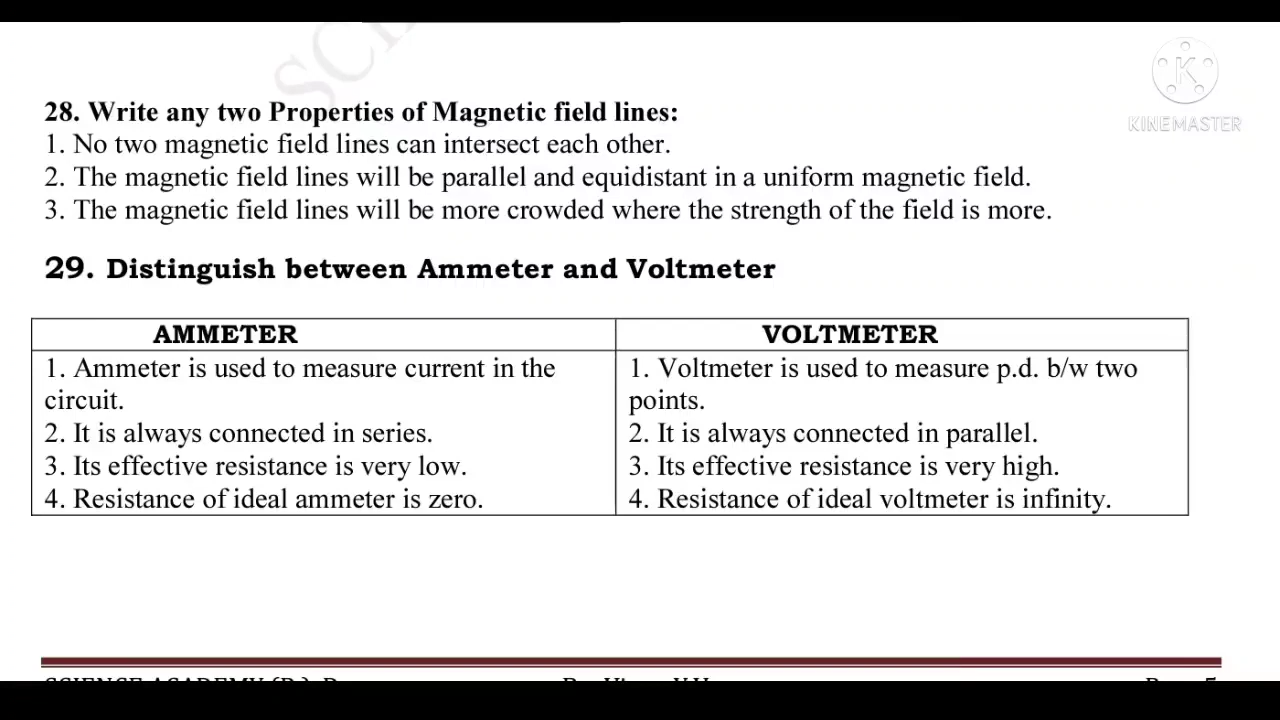 KINEMASTER
28. Write any two Properties of Magnetic field lines:
1. No two magnetic field lines can intersect each other.
2. The magnetic field lines will be parallel and equidistant in a uniform magnetic field.
3. The magnetic field lines will be more crowded where the strength of the field is more.
29. Distinguish between Ammeter and Voltmeter
AMMETER
1. Ammeter is used to measure current in the
circuit.
2. It is always connected in series.
3. Its effective resistance is very low.
4. Resistance of ideal ammeter is zero.
VOLTMETER
1. Voltmeter is used to measure p.d. b/w two
points.
2. It is always connected in parallel.
3. Its effective resistance is very high.
4. Resistance of ideal voltmeter is infinity.